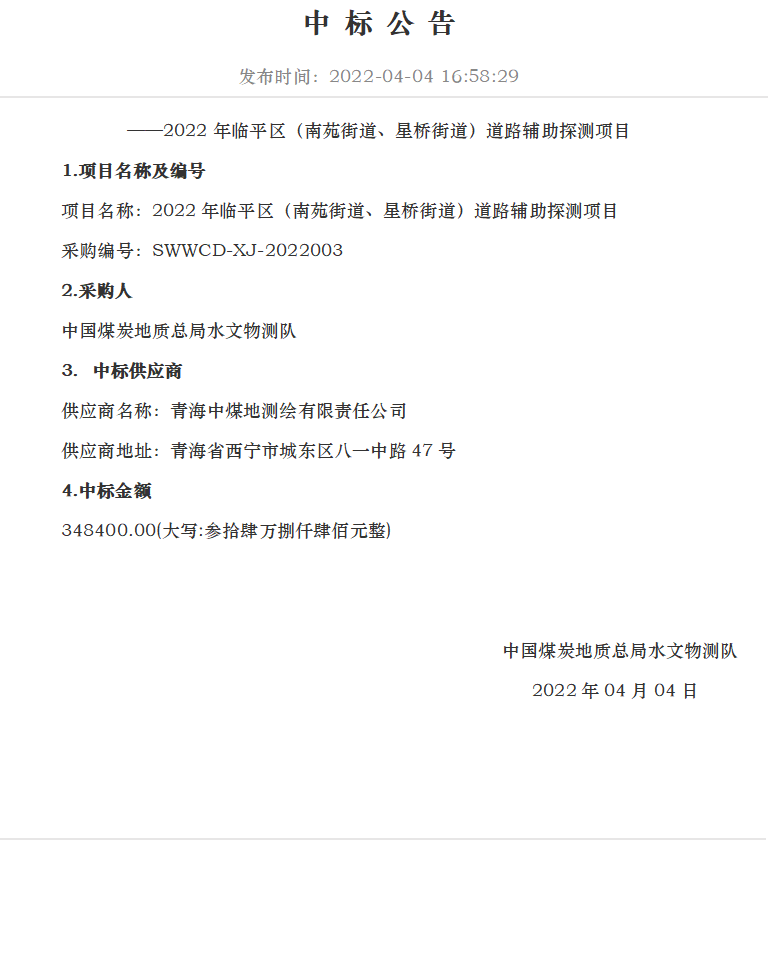 中标公告
发布时间：2022-04-04 16:58:29
——2022 年临平区（南苑街道、星桥街道）道路辅助探测项目
1.项目名称及编号
项目名称：2022 年临平区（南苑街道、星桥街道）道路辅助探测项目
采购编号：SWWCD-XJ-2022003
2.采购人
中国煤炭地质总局水文物测队
3. 中标供应商
供应商名称：青海中煤地测绘有限责任公司
供应商地址：青海省西宁市城东区八一中路 47 号
4.中标金额
348400.00(大写:参拾肆万捌仟肆佰元整)
中国煤炭地质总局水文物测队
2022 年 04 月 04 日